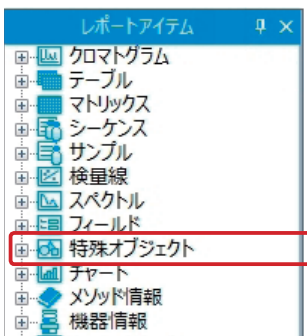 レポートアイテム
クロマトグラム
テーブル
マトリックス
シーケンス
サンプル
検量線
スペクトル
フィールド
特殊オブジェクト
チャート
メソッド情報
機器情報